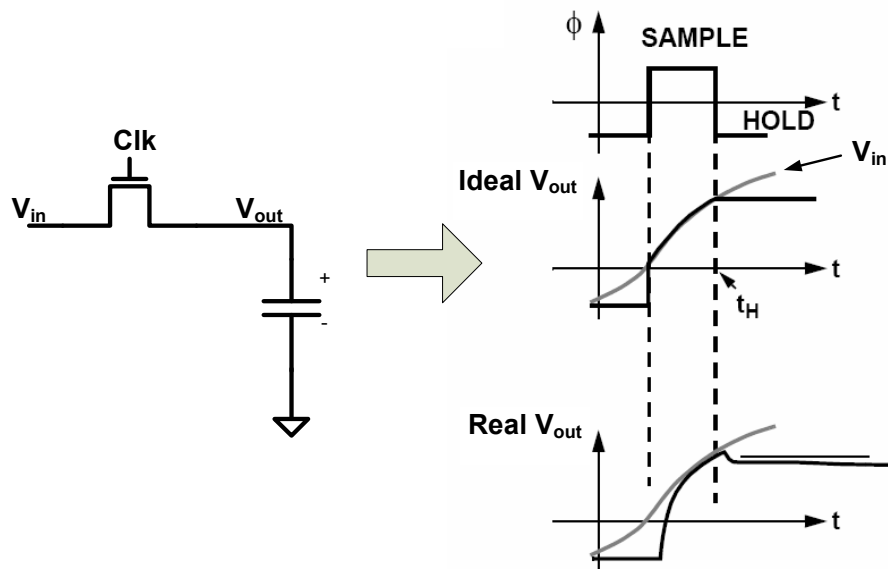 Clk
V_in
V_out
+
-
ϕ
SAMPLE
t
HOLD
V_in
Ideal V_out
t
t_H
Real V_out
t